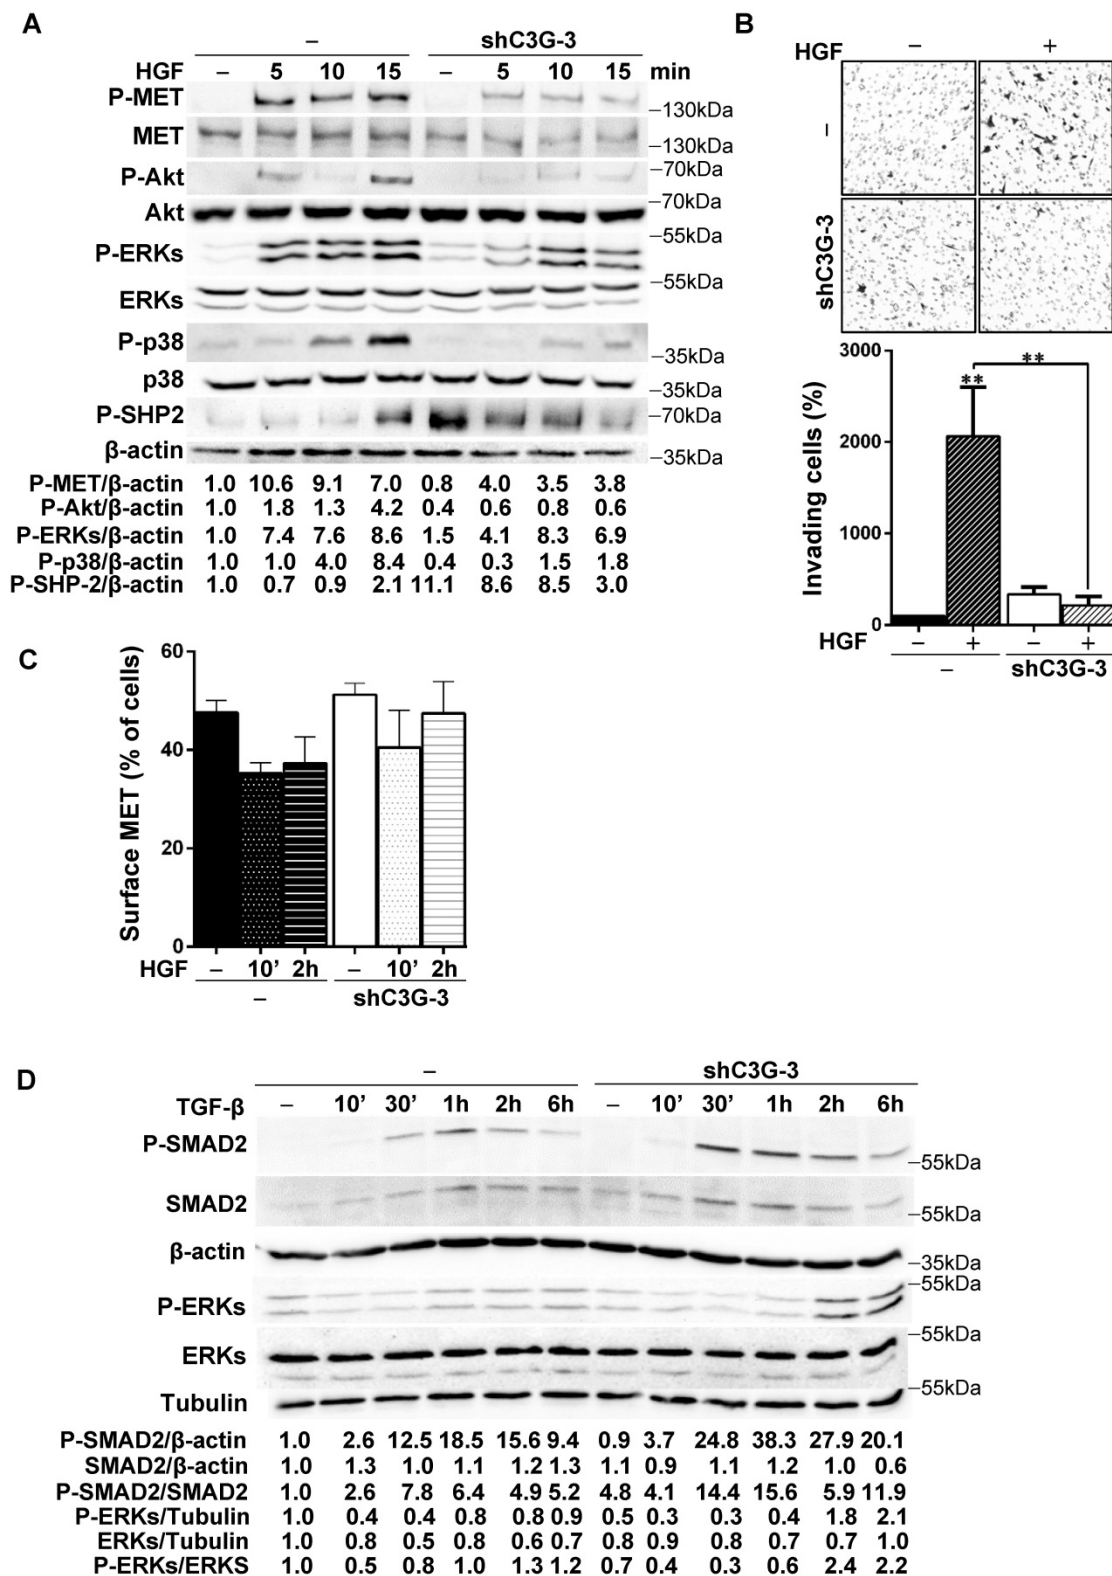 A
– shC3G-3
HGF – 5 10 15 – 5 10 15 min
P-MET
–130kDa
MET
–130kDa
P-Akt
–70kDa
Akt
–70kDa
P-ERKs
–55kDa
ERKs
–55kDa
P-p38
–35kDa
p38
–35kDa
P-SHP2
–70kDa
β-actin
–35kDa
P-MET/β-actin 1.0 10.6 9.1 7.0 0.8 4.0 3.5 3.8
P-Akt/β-actin 1.0 1.8 1.3 4.2 0.4 0.6 0.8 0.6
P-ERKs/β-actin 1.0 7.4 7.6 8.6 1.5 4.1 8.3 6.9
P-p38/β-actin 1.0 1.0 4.0 8.4 0.4 0.3 1.5 1.8
P-SHP-2/β-actin 1.0 0.7 0.9 2.1 11.1 8.6 8.5 3.0
B
HGF – +
–
shC3G-3
3000
2000
1000
0
Invading cells (%)
**
**
HGF – + – +
– shC3G-3
C
60
40
20
0
Surface MET (% of cells)
HGF – 10’ 2h – 10’ 2h
– shC3G-3
D
– shC3G-3
TGF-β – 10’ 30’ 1h 2h 6h – 10’ 30’ 1h 2h 6h
P-SMAD2
–55kDa
SMAD2
–55kDa
β-actin
–35kDa
–55kDa
P-ERKs
–55kDa
ERKs
–55kDa
Tubulin
P-SMAD2/β-actin 1.0 2.6 12.5 18.5 15.6 9.4 0.9 3.7 24.8 38.3 27.9 20.1
SMAD2/β-actin 1.0 1.3 1.0 1.1 1.2 1.3 1.1 0.9 1.1 1.2 1.0 0.6
P-SMAD2/SMAD2 1.0 2.6 7.8 6.4 4.9 5.2 4.8 4.1 14.4 15.6 5.9 11.9
P-ERKs/Tubulin 1.0 0.4 0.4 0.8 0.8 0.9 0.5 0.3 0.3 0.4 1.8 2.1
ERKs/Tubulin 1.0 0.8 0.5 0.8 0.6 0.7 0.8 0.9 0.8 0.7 0.7 1.0
P-ERKs/ERKS 1.0 0.5 0.8 1.0 1.3 1.2 0.7 0.4 0.3 0.6 2.4 2.2